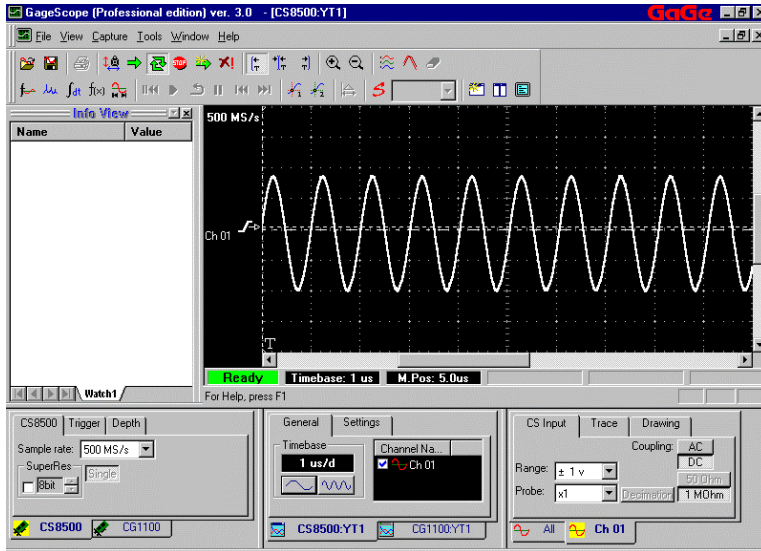 GageScope (Professional edition) ver. 3.0 - [CS8500:YT1]
GaGe
File View Capture Tools Window Help
Info View
Name Value
500 MS/s
Ch 01
T
Ready Timebase: 1 us M.Pos: 5.0us
Watch1
For Help, press F1
CS8500 Trigger Depth
Sample rate: 500 MS/s
SuperRes
8bit
Single
CS8500 CG1100
General Settings
Timebase
1 us/d
Channel Na...
Ch 01
CS8500:YT1 CG1100:YT1
CS Input Trace Drawing
Coupling: AC
DC
Range: ± 1 v
50 Ohm
Probe: x1 Decimation 1 MOhm
All Ch 01